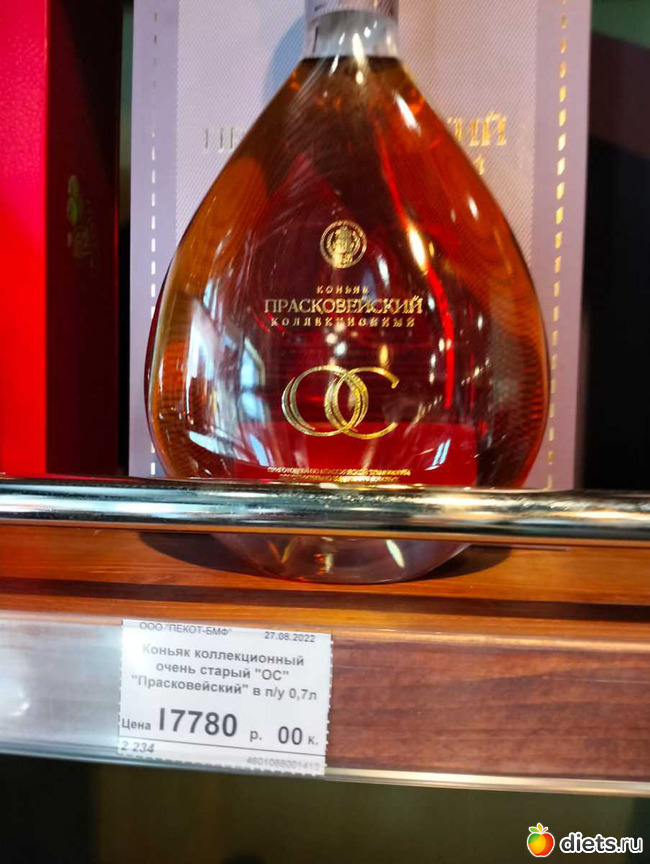 КОНЬЯК
ПРАСКОВЕЙСКИЙ
КОЛЛЕКЦИОННЫЙ
ОС
ООО "ПЕКОТ-БМФ" 27.08.2022
Коньяк коллекционный
очень старый "ОС"
"Прасковейский" в п/у 0,7л
Цена 17780 р. 00 к.
2 234
4601088001413
diets.ru